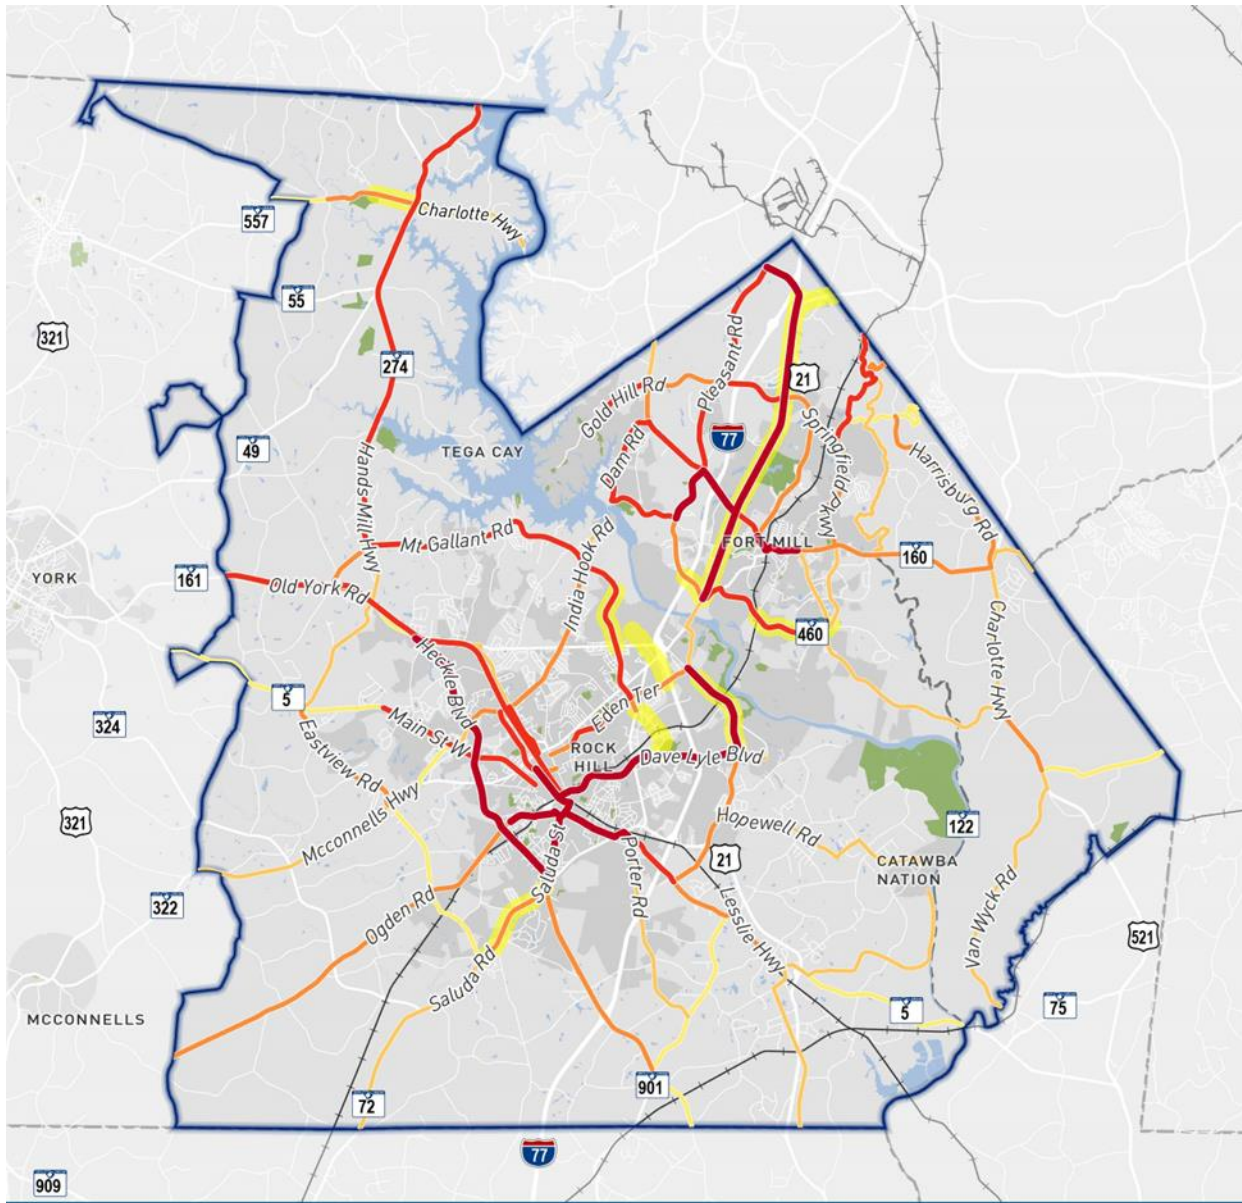 557
Charlotte Hwy
55
321
274
21
Pleasant Rd
Gold Hill Rd
77
Springfield Pkwy
49
TEGA CAY
Dam Rd
Harrisburg Rd
Hands Mill Hwy
Mt Gallant Rd
India Hook Rd
FORT MILL
160
YORK
161
Old York Rd
460
Charlotte Hwy
Heckle Blvd
5
Main St W
Eden Ter
324
Eastview Rd
ROCK
HILL
Dave Lyle Blvd
321
Mcconnells Hwy
Hopewell Rd
122
Saluda St
Porter Rd
21
CATAWBA
NATION
322
Ogden Rd
Lesslie Hwy
Van Wyck Rd
521
Saluda Rd
MCCONNELLS
5
75
72
901
77
909